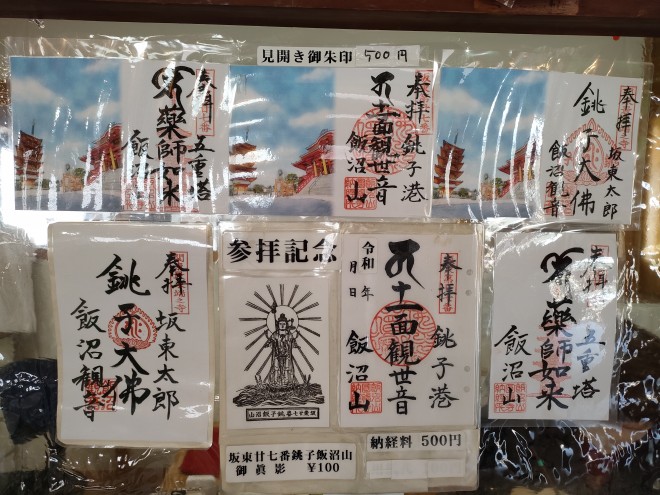 見開き御朱印 500円
奉拝
薬師如来
五重塔
飯沼
奉拝
銚子港
十一面観世音
飯沼山
奉拝
坂東太郎
銚子大佛
飯沼観音
奉拝
坂東太郎
銚子大佛
飯沼観音
参拝記念
坂東廿七番銚子飯沼山
御眞影 ¥100
奉拝
銚子港
十一面観世音
飯沼山
令和 年
月 日
納経料 500円
奉拝
五重塔
薬師如来
飯沼山